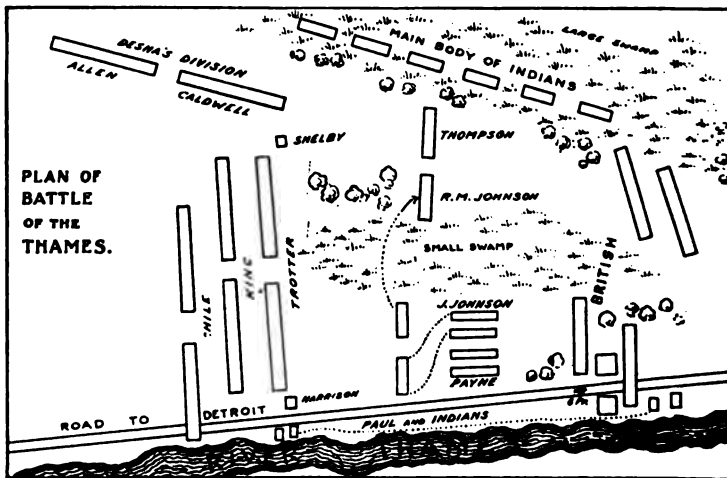 LARGE SWAMP
MAIN BODY OF INDIANS
DESHA'S DIVISION
ALLEN
CALDWELL
SHELBY
THOMPSON
PLAN OF
BATTLE
OF THE
THAMES.
R.M. JOHNSON
SMALL SWAMP
BRITISH
KING
TROTTER
J. JOHNSON
PAYNE
HARRISON
ROAD TO DETROIT
PAUL AND INDIANS